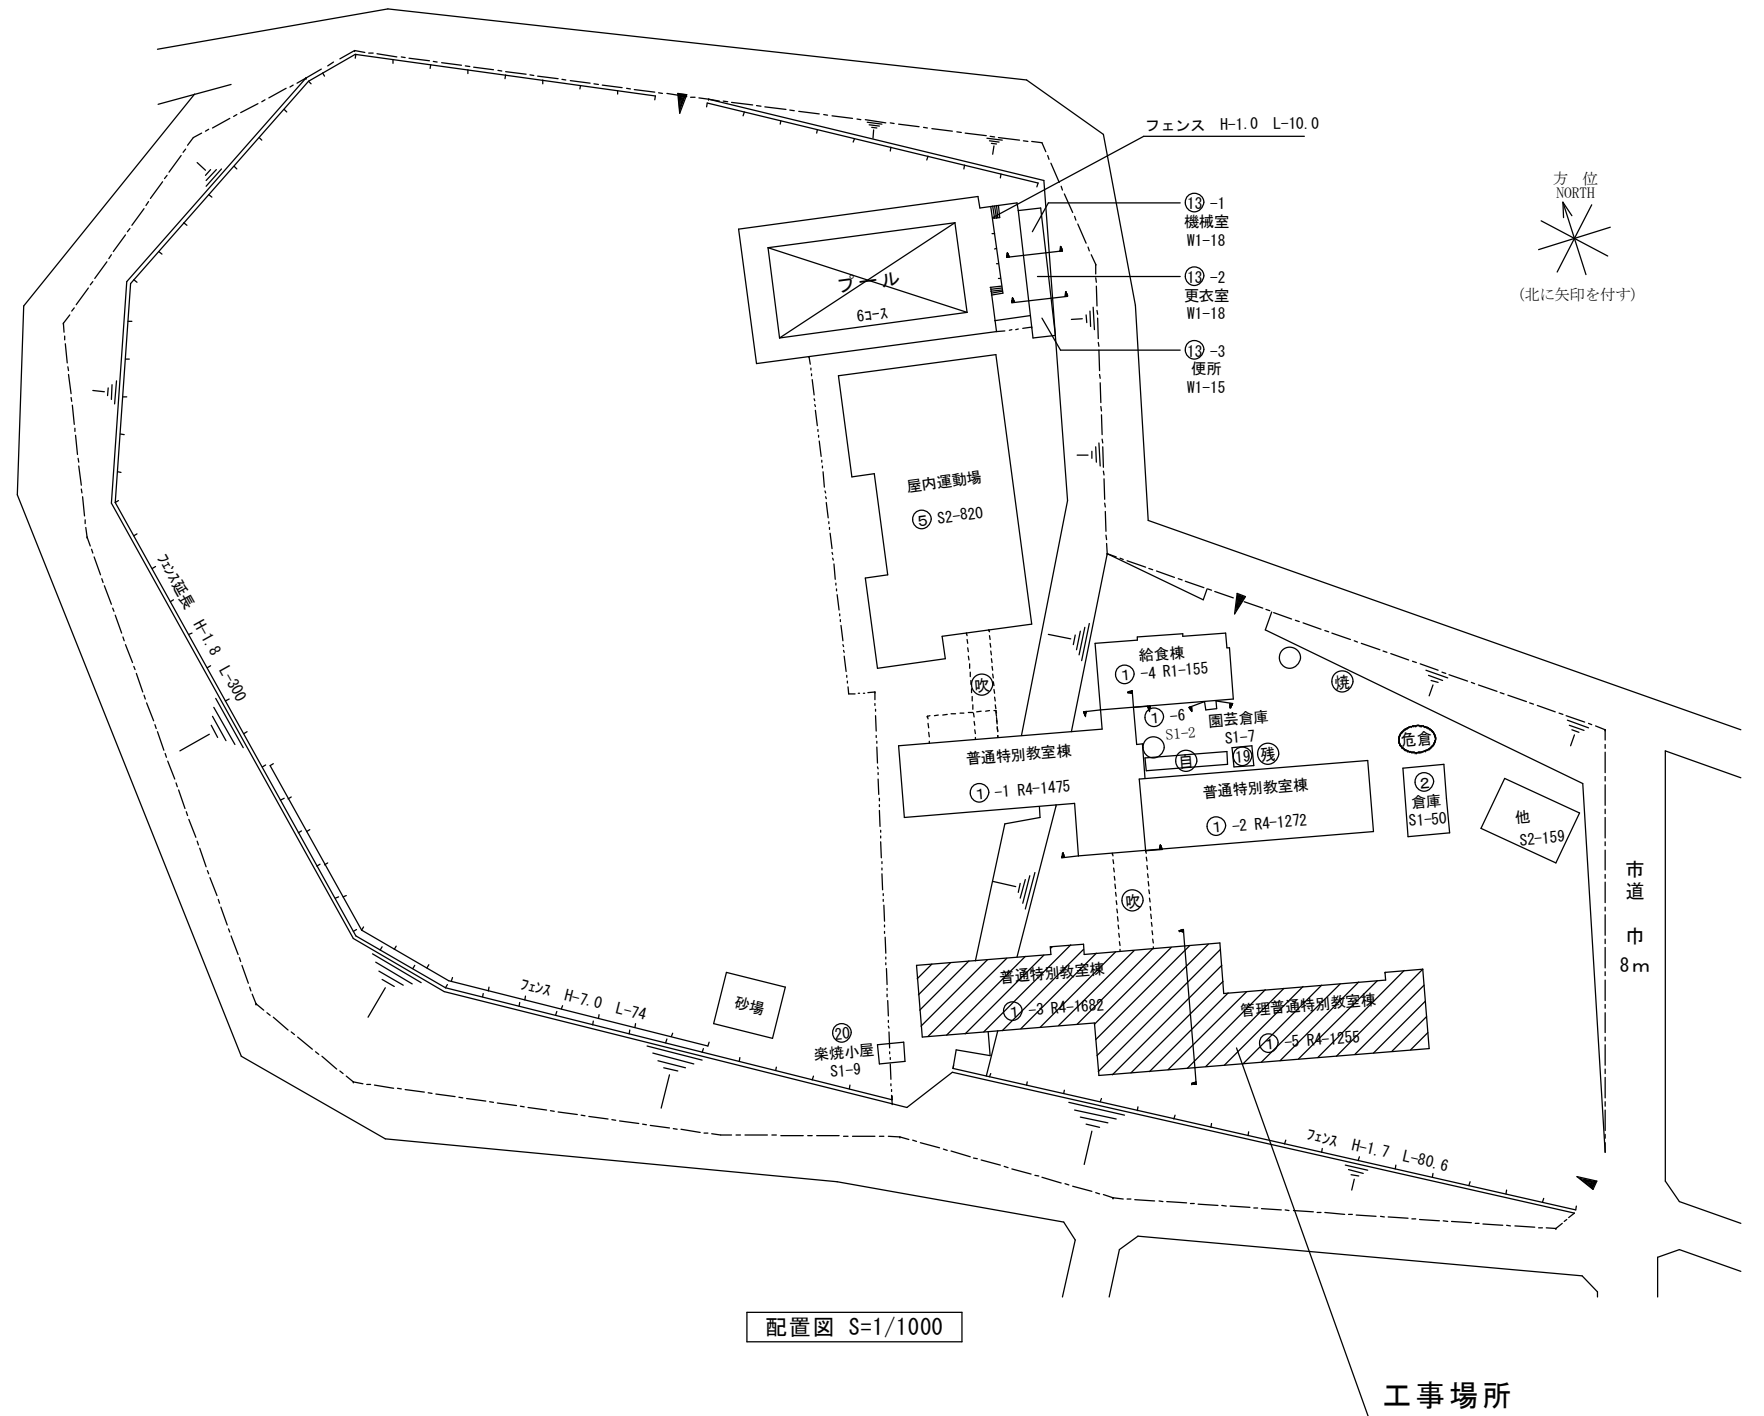 フェンス H-1.0 L-10.0
方位
NORTH
(北に矢印を付す)
⑬-1
機械室
W1-18
⑬-2
更衣室
W1-18
⑬-3
便所
W1-15
プール
6コース
屋内運動場
⑤ S2-820
フェンス延長 H-1.8 L-300
給食棟
①-4 R1-155
焼
吹
①-6
S1-2
園芸倉庫
S1-7
自
⑲
残
危倉
普通特別教室棟
①-1 R4-1475
普通特別教室棟
①-2 R4-1272
②
倉庫
S1-50
他
S2-159
市道 巾 8m
吹
普通特別教室棟
①-3 R4-1682
管理普通特別教室棟
①-5 R4-1255
フェンス H-7.0 L-74
砂場
⑳
楽焼小屋
S1-9
フェンス H-1.7 L-80.6
配置図 S=1/1000
工事場所